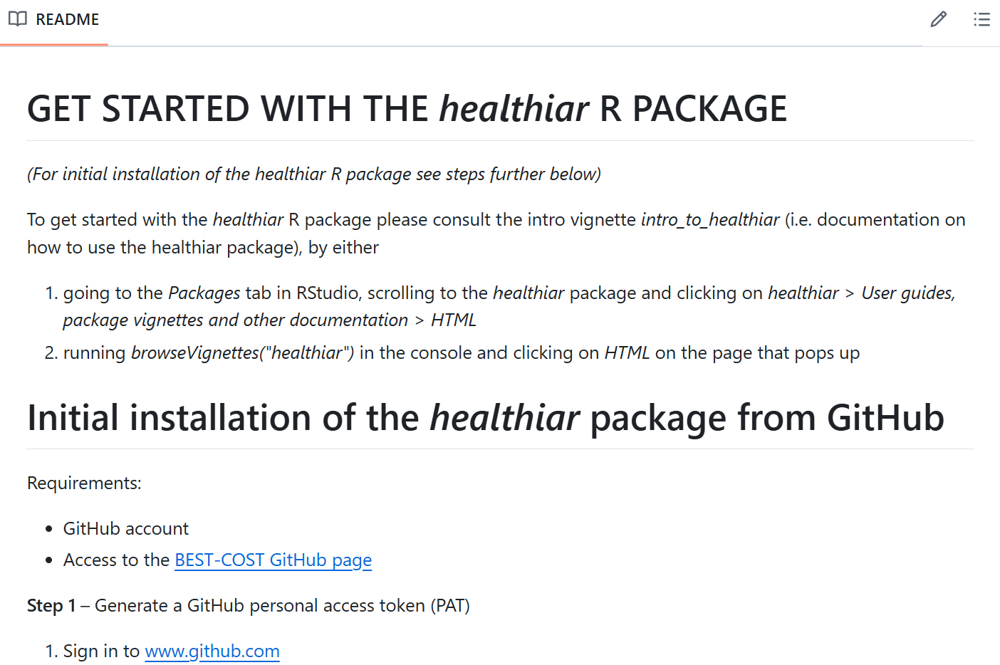 README
GET STARTED WITH THE healthiar R PACKAGE
(For initial installation of the healthiar R package see steps further below)
To get started with the healthiar R package please consult the intro vignette intro_to_healthiar (i.e. documentation on
how to use the healthiar package), by either
1. going to the Packages tab in RStudio, scrolling to the healthiar package and clicking on healthiar > User guides,
package vignettes and other documentation > HTML
2. running browseVignettes("healthiar") in the console and clicking on HTML on the page that pops up
Initial installation of the healthiar package from GitHub
Requirements:
• GitHub account
• Access to the BEST-COST GitHub page
Step 1 – Generate a GitHub personal access token (PAT)
1. Sign in to www.github.com